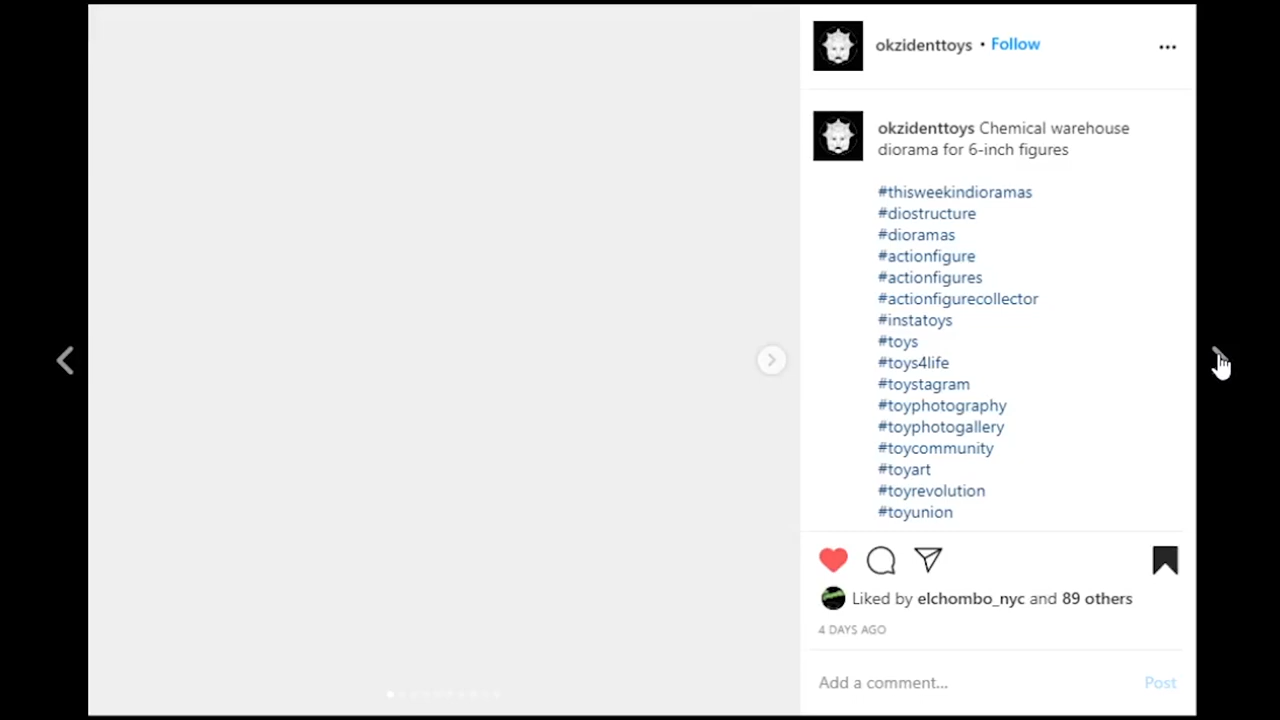 okzidenttoys • Follow
okzidenttoys Chemical warehouse
diorama for 6-inch figures
#thisweekindioramas
#diostructure
#dioramas
#actionfigure
#actionfigures
#actionfigurecollector
#instatoys
#toys
#toys4life
#toystagram
#toyphotography
#toyphotogallery
#toycommunity
#toyart
#toyrevolution
#toyunion
Liked by elchombo_nyc and 89 others
4 DAYS AGO
Add a comment... Post